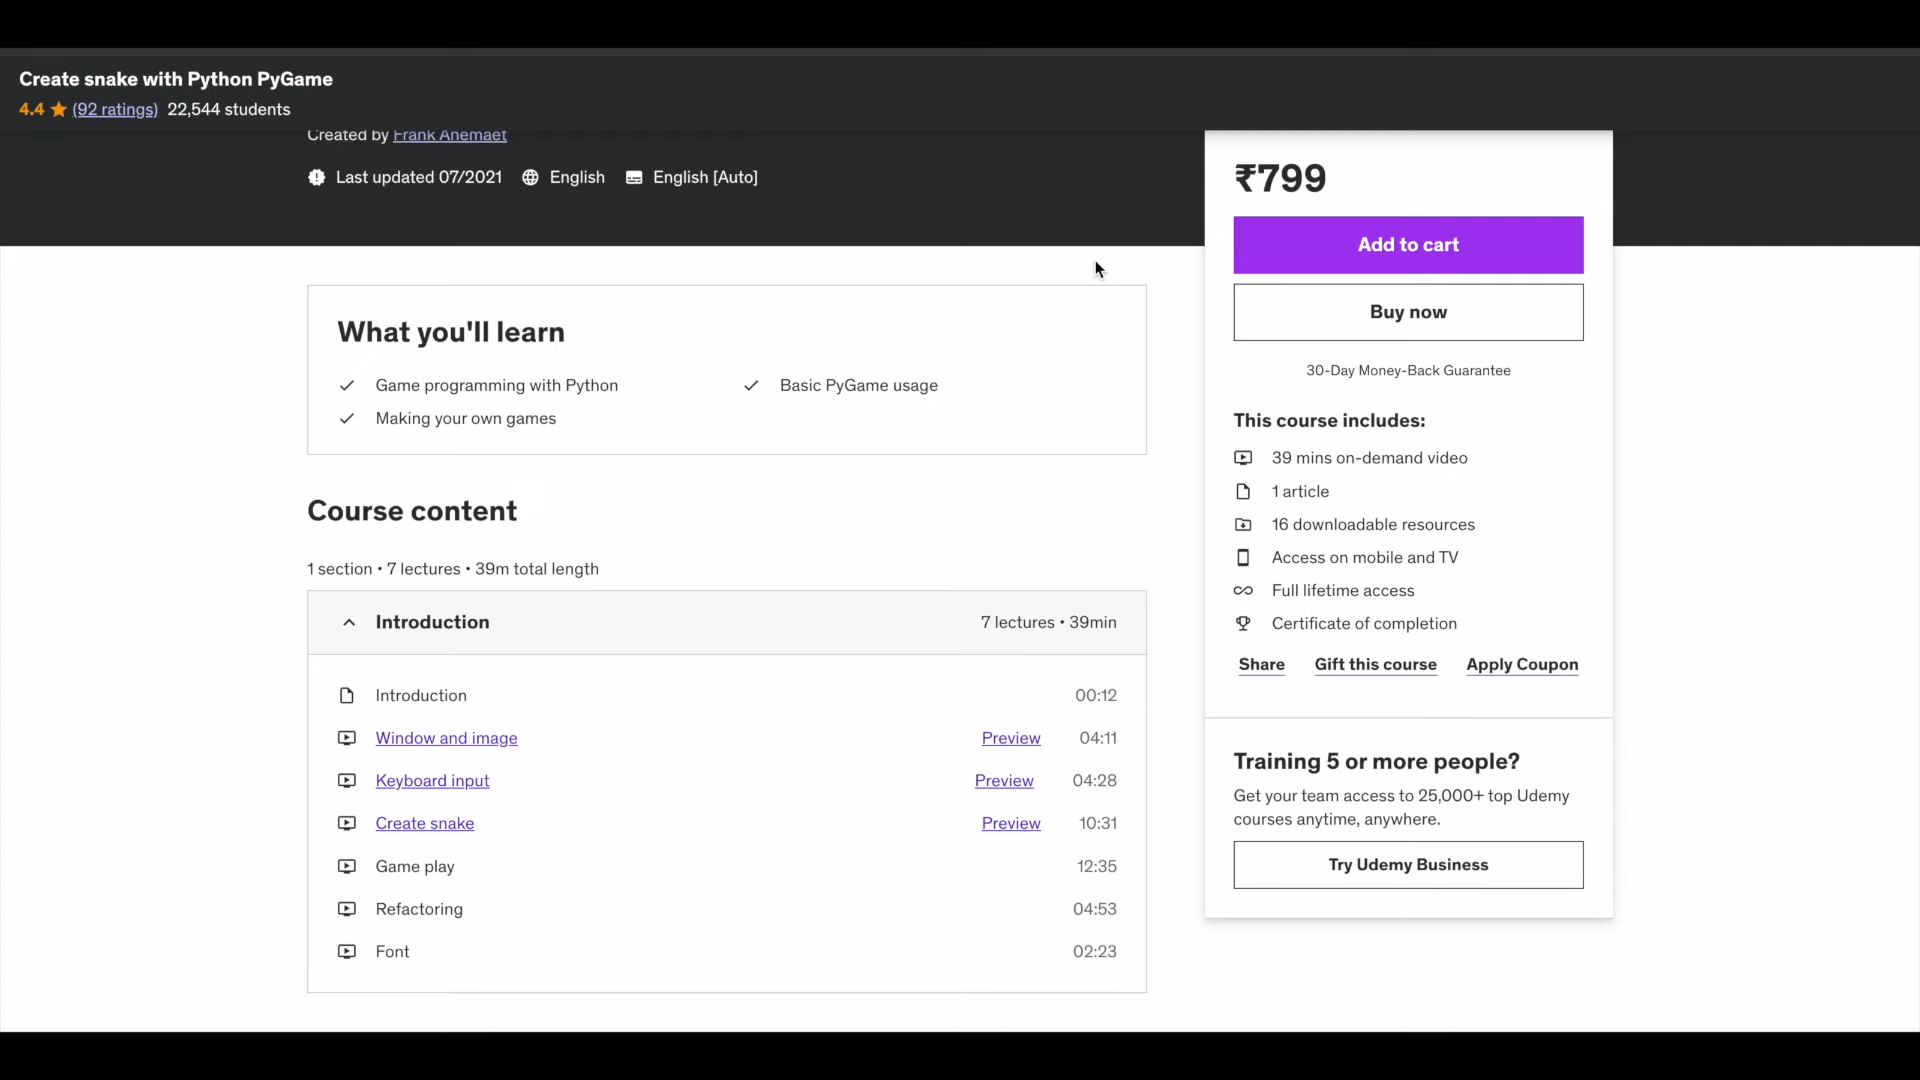 Create snake with Python PyGame
4.4 (92 ratings) 22,544 students
Created by Frank Anemaet
Last updated 07/2021 English English [Auto]
₹799
Add to cart
Buy now
30-Day Money-Back Guarantee
This course includes:
39 mins on-demand video
1 article
16 downloadable resources
Access on mobile and TV
Full lifetime access
Certificate of completion
Share Gift this course Apply Coupon
Training 5 or more people?
Get your team access to 25,000+ top Udemy
courses anytime, anywhere.
Try Udemy Business
What you'll learn
Game programming with Python Basic PyGame usage
Making your own games
Course content
1 section • 7 lectures • 39m total length
Introduction 7 lectures • 39min
Introduction 00:12
Window and image Preview 04:11
Keyboard input Preview 04:28
Create snake Preview 10:31
Game play 12:35
Refactoring 04:53
Font 02:23